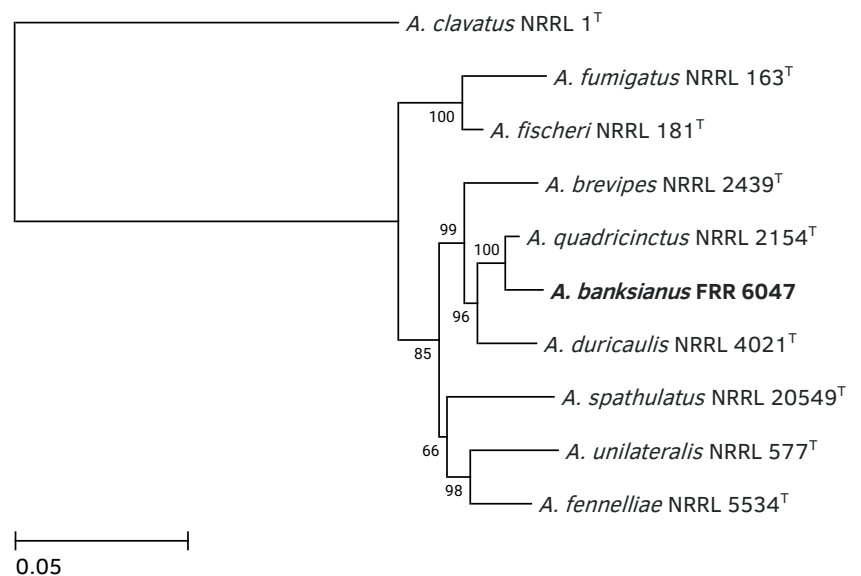 A. clavatus NRRL 1ᵀ
A. fumigatus NRRL 163ᵀ
100
A. fischeri NRRL 181ᵀ
A. brevipes NRRL 2439ᵀ
99
A. quadricinctus NRRL 2154ᵀ
100
A. banksianus FRR 6047
96
A. duricaulis NRRL 4021ᵀ
85
A. spathulatus NRRL 20549ᵀ
66
A. unilateralis NRRL 577ᵀ
98
A. fennelliae NRRL 5534ᵀ
0.05